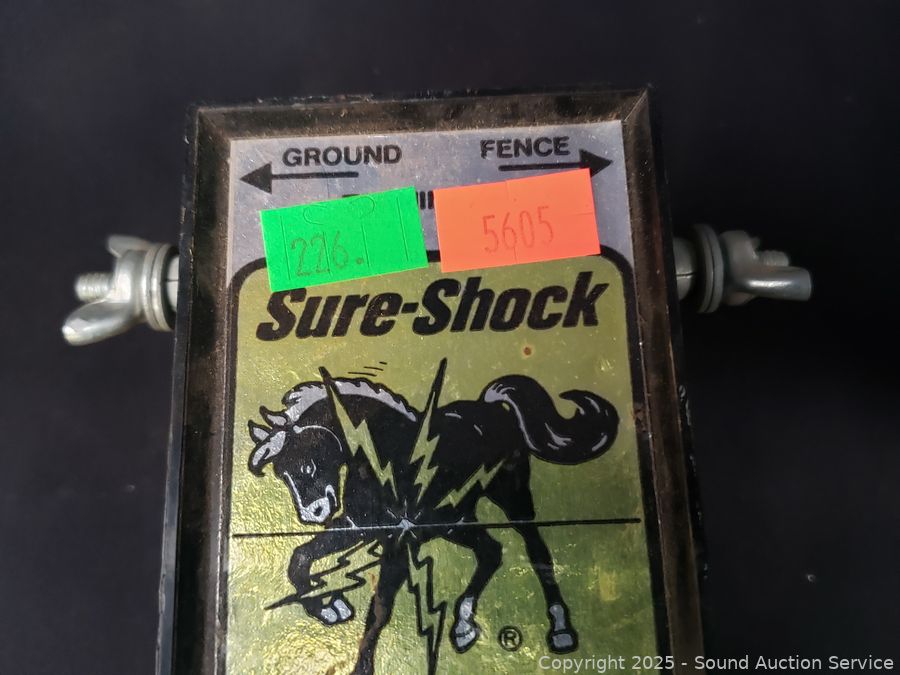 GROUND FENCE
226. 5605
Sure-Shock
®
Copyright © 2025 - Sound Auction Service